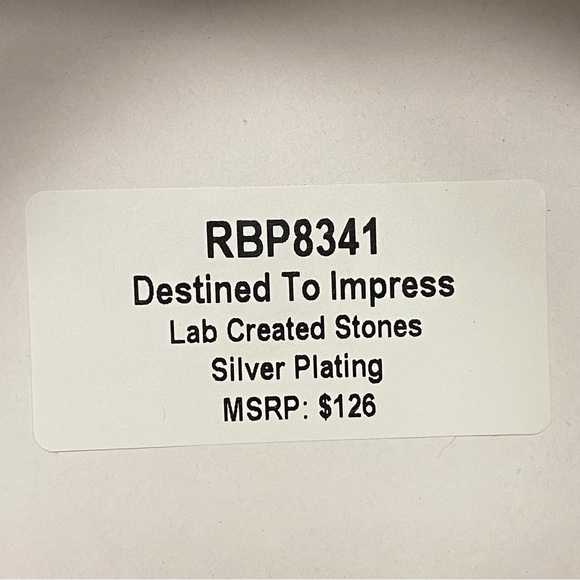 RBP8341
Destined To Impress
Lab Created Stones
Silver Plating
MSRP: $126